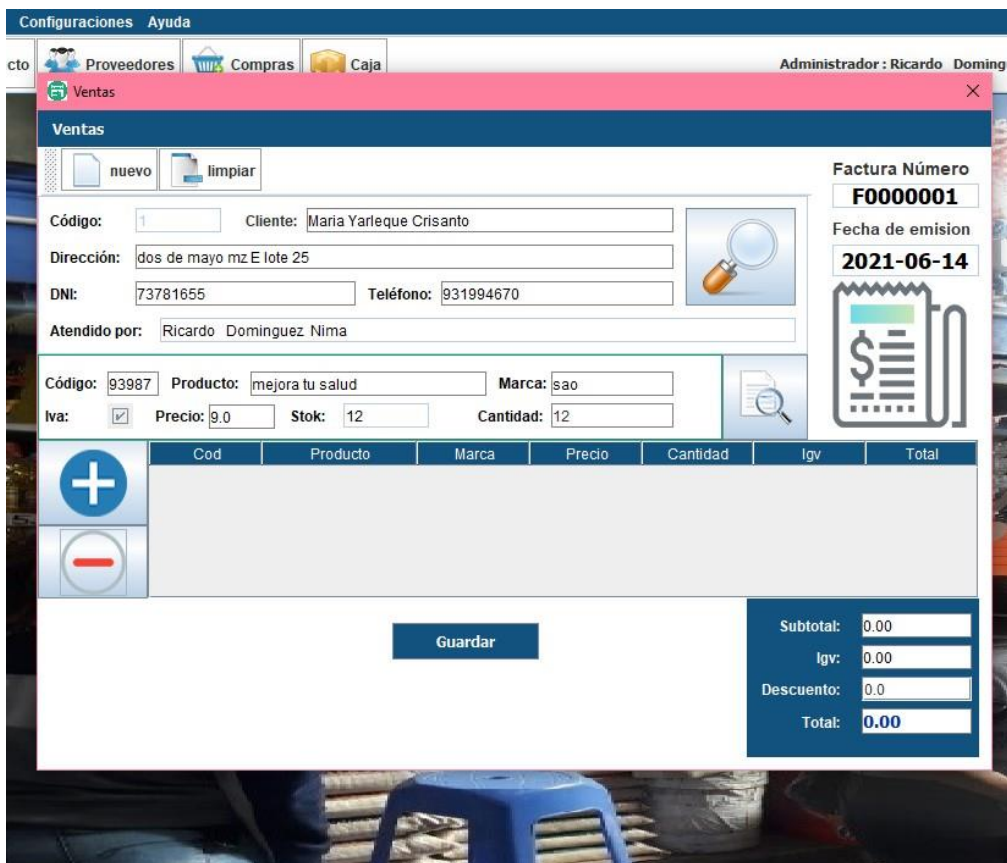 Configuraciones Ayuda
cto Proveedores Compras Caja Administrador : Ricardo Doming
Ventas
Ventas
nuevo limpiar
Factura Número
F0000001
Fecha de emision
2021-06-14
Código: 1 Cliente: Maria Yarleque Crisanto
Dirección: dos de mayo mz E lote 25
DNI: 73781655 Teléfono: 931994670
Atendido por: Ricardo Dominguez Nima
Código: 93987 Producto: mejora tu salud Marca: sao
Iva: Precio: 9.0 Stok: 12 Cantidad: 12
Cod Producto Marca Precio Cantidad Igv Total
Guardar
Subtotal: 0.00
Igv: 0.00
Descuento: 0.0
Total: 0.00